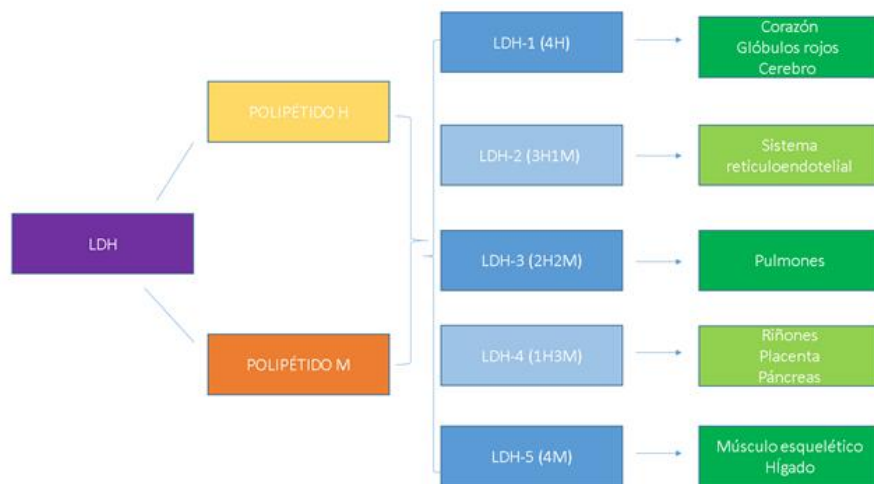 LDH
POLIPÉTIDO H
POLIPÉTIDO M
LDH-1 (4H)
Corazón
Glóbulos rojos
Cerebro
LDH-2 (3H1M)
Sistema
reticuloendotelial
LDH-3 (2H2M)
Pulmones
LDH-4 (1H3M)
Riñones
Placenta
Páncreas
LDH-5 (4M)
Músculo esquelético
HÍgado